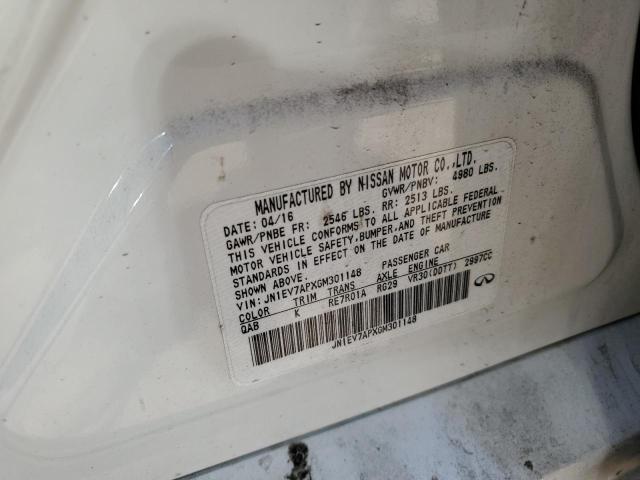 MANUFACTURED BY NISSAN MOTOR CO.,LTD.
DATE: 04/16 GVWR/PNBV: 4980 LBS.
GAWR/PNBE FR: 2546 LBS. RR: 2513 LBS.
THIS VEHICLE CONFORMS TO ALL APPLICABLE FEDERAL
MOTOR VEHICLE SAFETY,BUMPER,AND THEFT PREVENTION
STANDARDS IN EFFECT ON THE DATE OF MANUFACTURE
SHOWN ABOVE.
VIN: JN1EV7APXGM301148 PASSENGER CAR
COLOR TRIM TRANS AXLE ENGINE
QAB K RE7R01A RG29 VR30(DDTT) 2997CC
JN1EV7APXGM301148